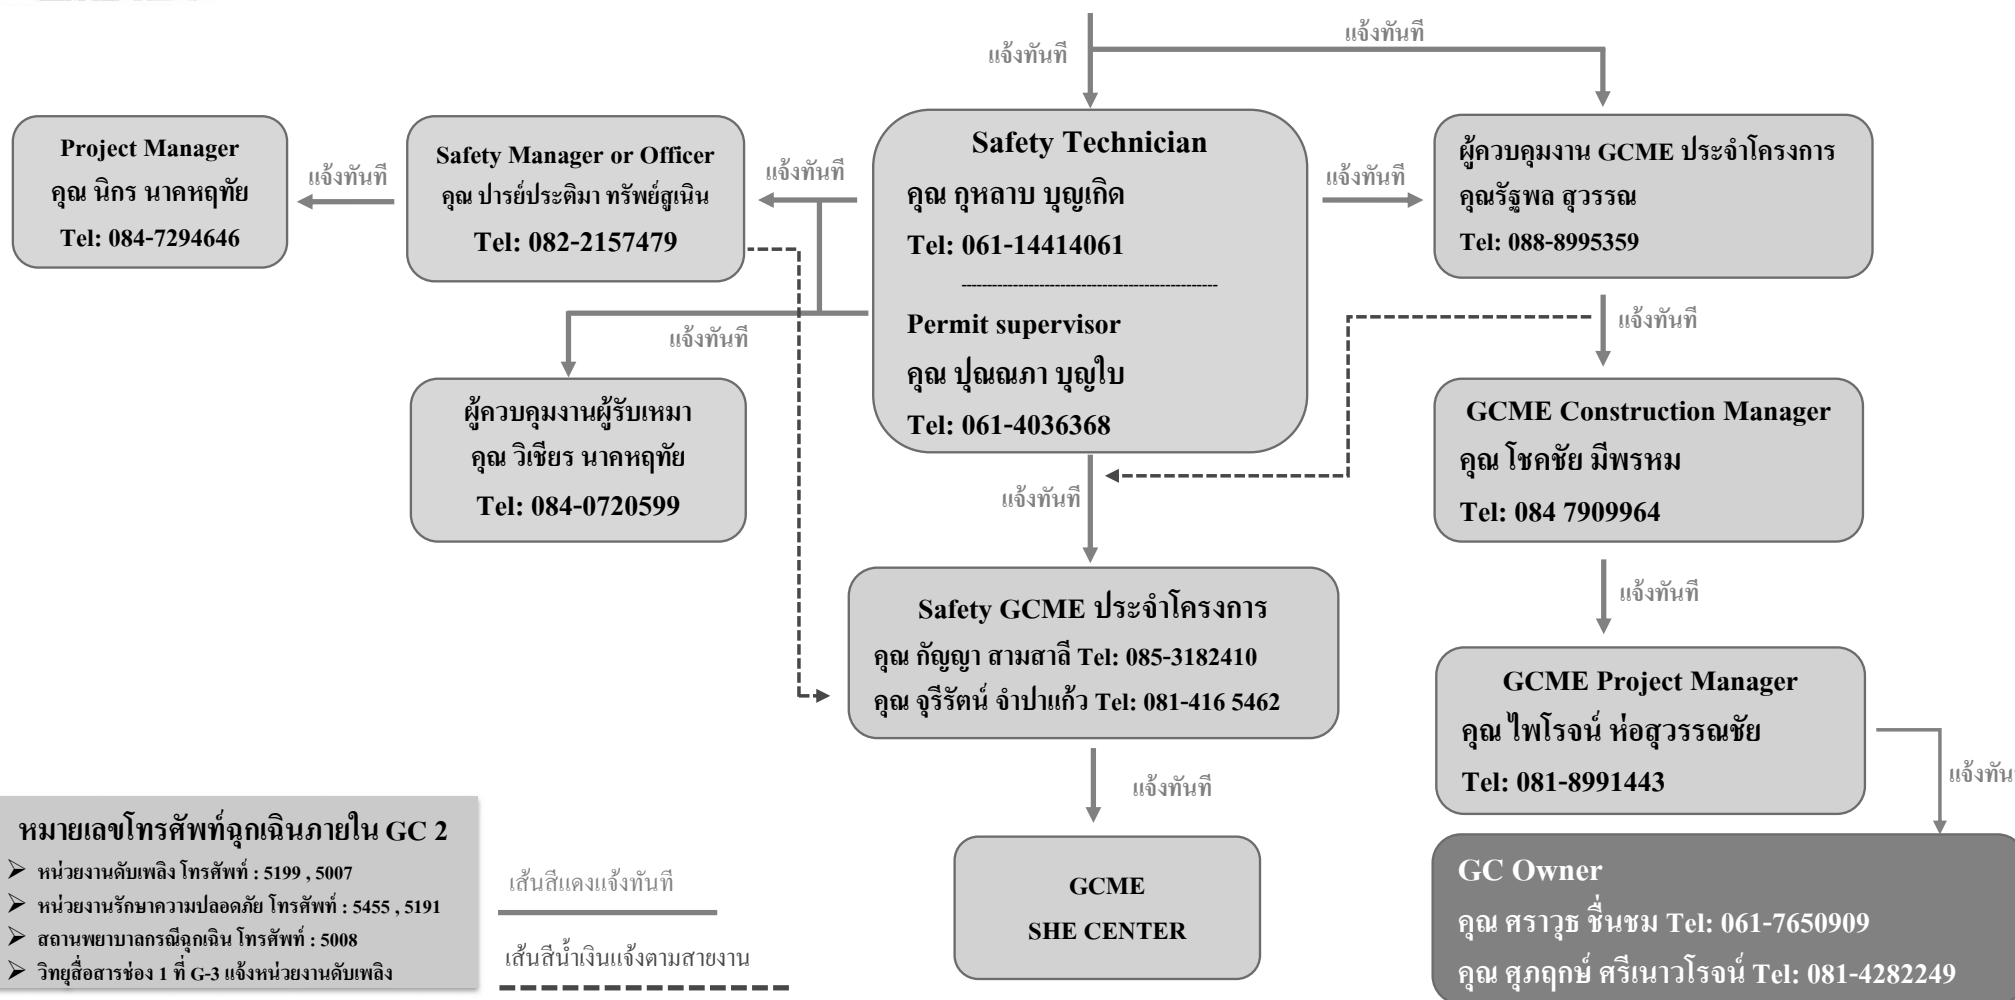 แจ้งทันที
แจ้งทันที
Project Manager
คุณ นิกร นาคหฤทัย
Tel: 084-7294646
แจ้งทันที
Safety Manager or Officer
คุณ ปารย์ประติมา ทรัพย์สูเนิน
Tel: 082-2157479
แจ้งทันที
Safety Technician
คุณ กุหลาบ บุญเกิด
Tel: 061-14414061
------------------------------------------------
Permit supervisor
คุณ ปุณณภา บุญใบ
Tel: 061-4036368
แจ้งทันที
ผู้ควบคุมงาน GCME ประจำโครงการ
คุณรัฐพล สุวรรณ
Tel: 088-8995359
แจ้งทันที
ผู้ควบคุมงานผู้รับเหมา
คุณ วิเชียร นาคหฤทัย
Tel: 084-0720599
แจ้งทันที
GCME Construction Manager
คุณ โชคชัย มีพรหม
Tel: 084 7909964
แจ้งทันที
Safety GCME ประจำโครงการ
คุณ กัญญา สามสาลี Tel: 085-3182410
คุณ จุรีรัตน์ จำปาแก้ว Tel: 081-416 5462
แจ้งทันที
GCME Project Manager
คุณ ไพโรจน์ ห่อสุวรรณชัย
Tel: 081-8991443
แจ้งทันที
GCME
SHE CENTER
แจ้งทัน
GC Owner
คุณ ศราวุธ ชื่นชม Tel: 061-7650909
คุณ ศุภฤกษ์ ศรีเนาวโรจน์ Tel: 081-4282249
หมายเลขโทรศัพท์ฉุกเฉินภายใน GC 2
➢ หน่วยงานดับเพลิง โทรศัพท์ : 5199 , 5007
➢ หน่วยงานรักษาความปลอดภัย โทรศัพท์ : 5455 , 5191
➢ สถานพยาบาลกรณีฉุกเฉิน โทรศัพท์ : 5008
➢ วิทยุสื่อสารช่อง 1 ที่ G-3 แจ้งหน่วยงานดับเพลิง
เส้นสีแดงแจ้งทันที
เส้นสีน้ำเงินแจ้งตามสายงาน